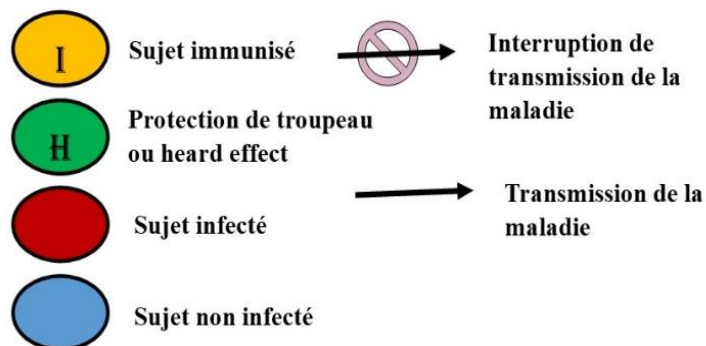 I
Sujet immunisé
Interruption de
transmission de la
maladie
H
Protection de troupeau
ou heard effect
Transmission de la
maladie
Sujet infecté
Sujet non infecté